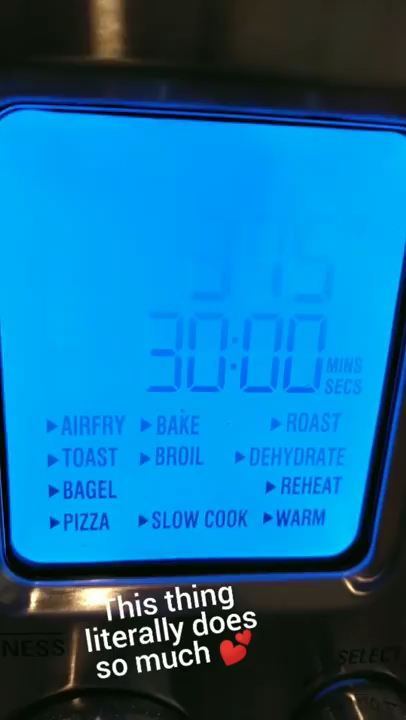 375
30:00 MINS SECS
AIRFRY BAKE ROAST
TOAST BROIL DEHYDRATE
BAGEL REHEAT
PIZZA SLOW COOK WARM
This thing
literally does
so much 💕
NESS SELECT